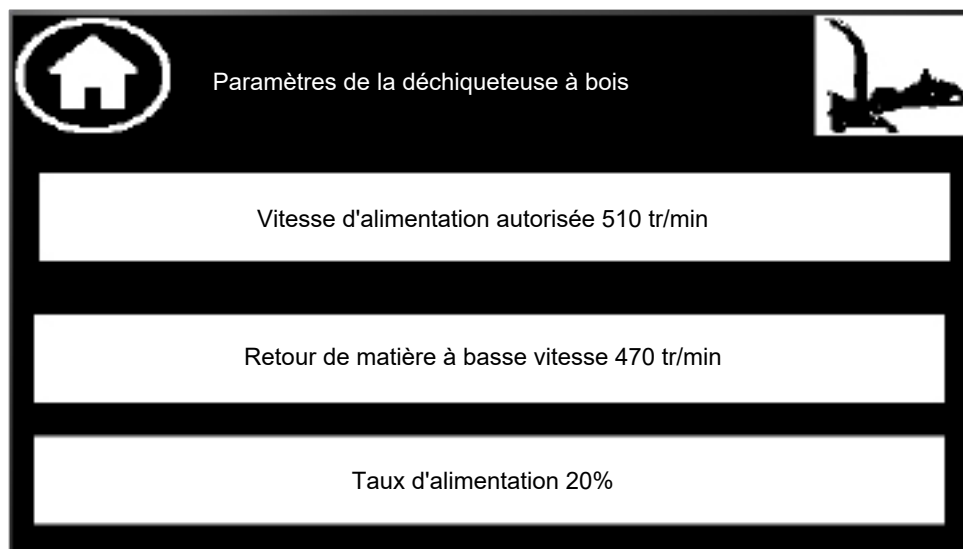 Paramètres de la déchiqueteuse à bois
Vitesse d'alimentation autorisée 510 tr/min
Retour de matière à basse vitesse 470 tr/min
Taux d'alimentation 20%